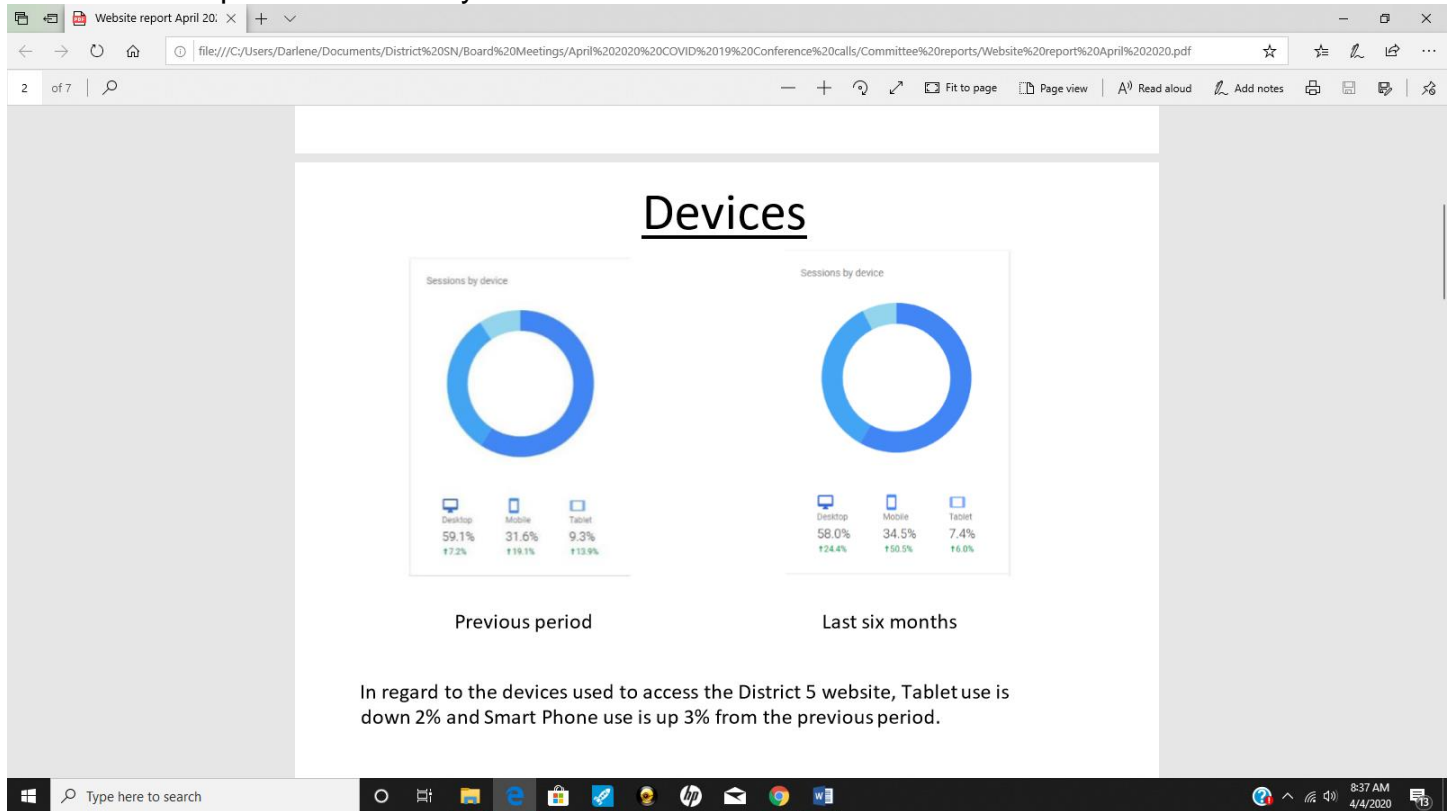 Website report April 20:
file:///C:/Users/Darlene/Documents/District%20SN/Board%20Meetings/April%202020%20COVID%2019%20Conference%20calls/Committee%20reports/Website%20report%20April%202020.pdf
2 of 7
Fit to page
Page view
Read aloud
Add notes
Devices
Sessions by device
Desktop Mobile Tablet
59.1% 31.6% 9.3%
↑7.2% ↑19.1% ↑13.9%
Previous period
Sessions by device
Desktop Mobile Tablet
58.0% 34.5% 7.4%
↑24.4% ↑50.5% ↑6.0%
Last six months
In regard to the devices used to access the District 5 website, Tablet use is
down 2% and Smart Phone use is up 3% from the previous period.
Type here to search
8:37 AM
4/4/2020
13